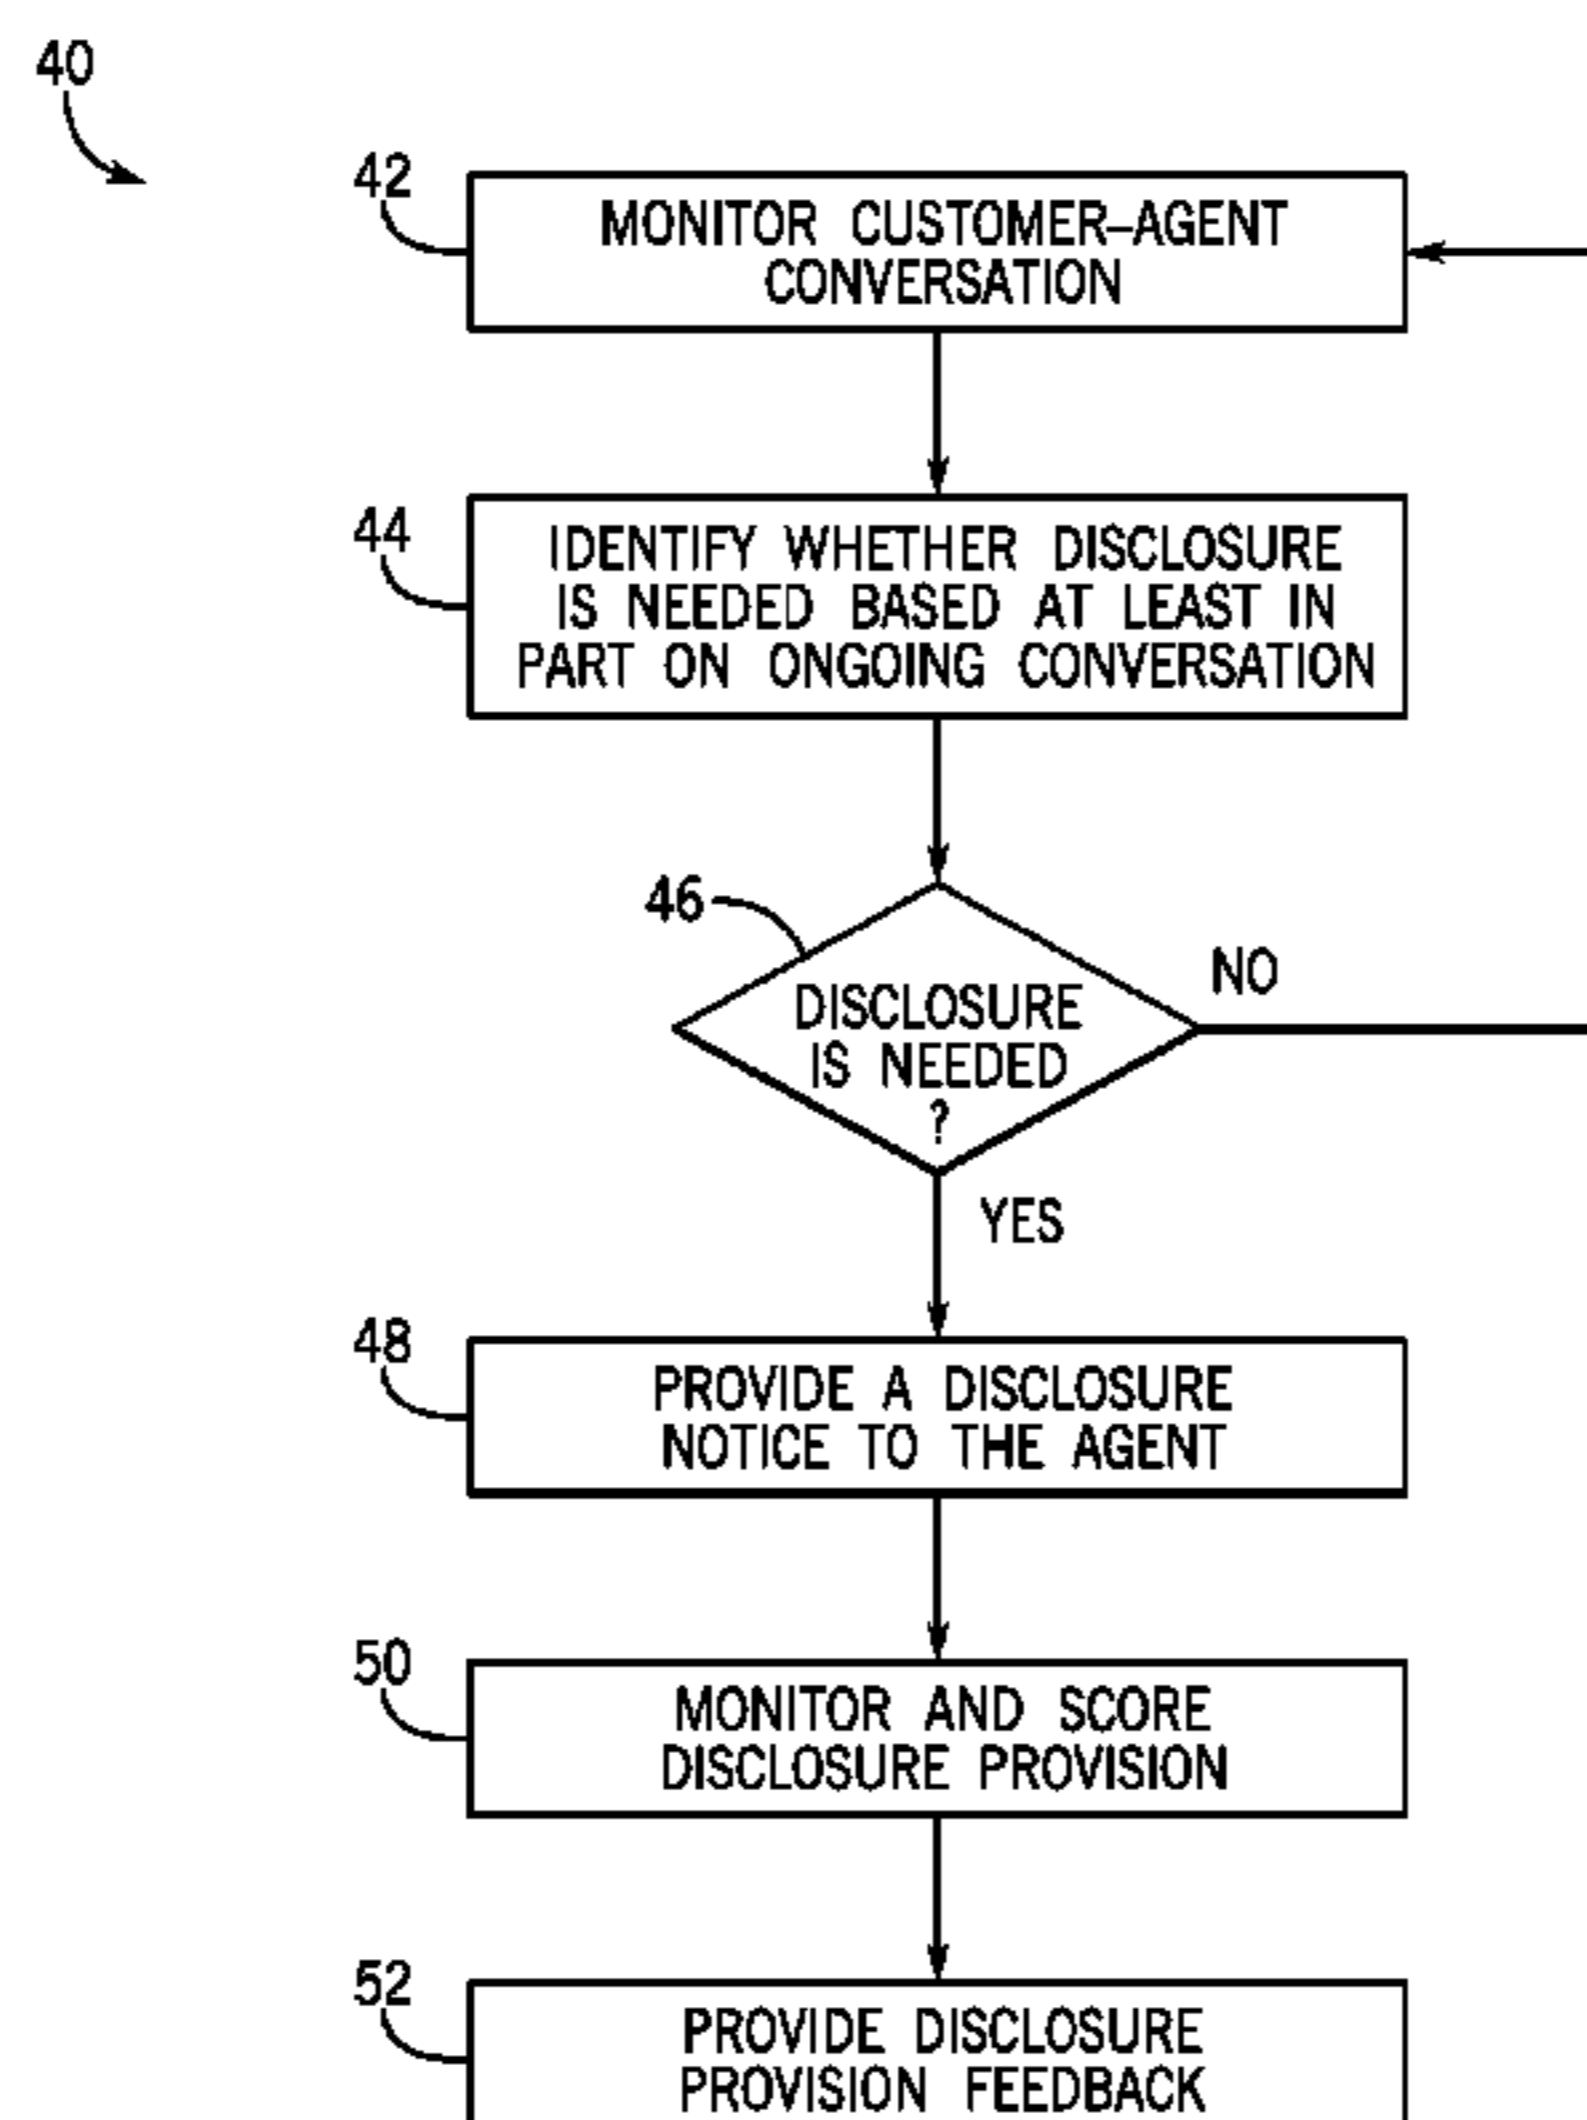 40
42
MONITOR CUSTOMER–AGENT
CONVERSATION
44
IDENTIFY WHETHER DISCLOSURE
IS NEEDED BASED AT LEAST IN
PART ON ONGOING CONVERSATION
46
DISCLOSURE
IS NEEDED
?
NO
YES
48
PROVIDE A DISCLOSURE
NOTICE TO THE AGENT
50
MONITOR AND SCORE
DISCLOSURE PROVISION
52
PROVIDE DISCLOSURE
PROVISION FEEDBACK